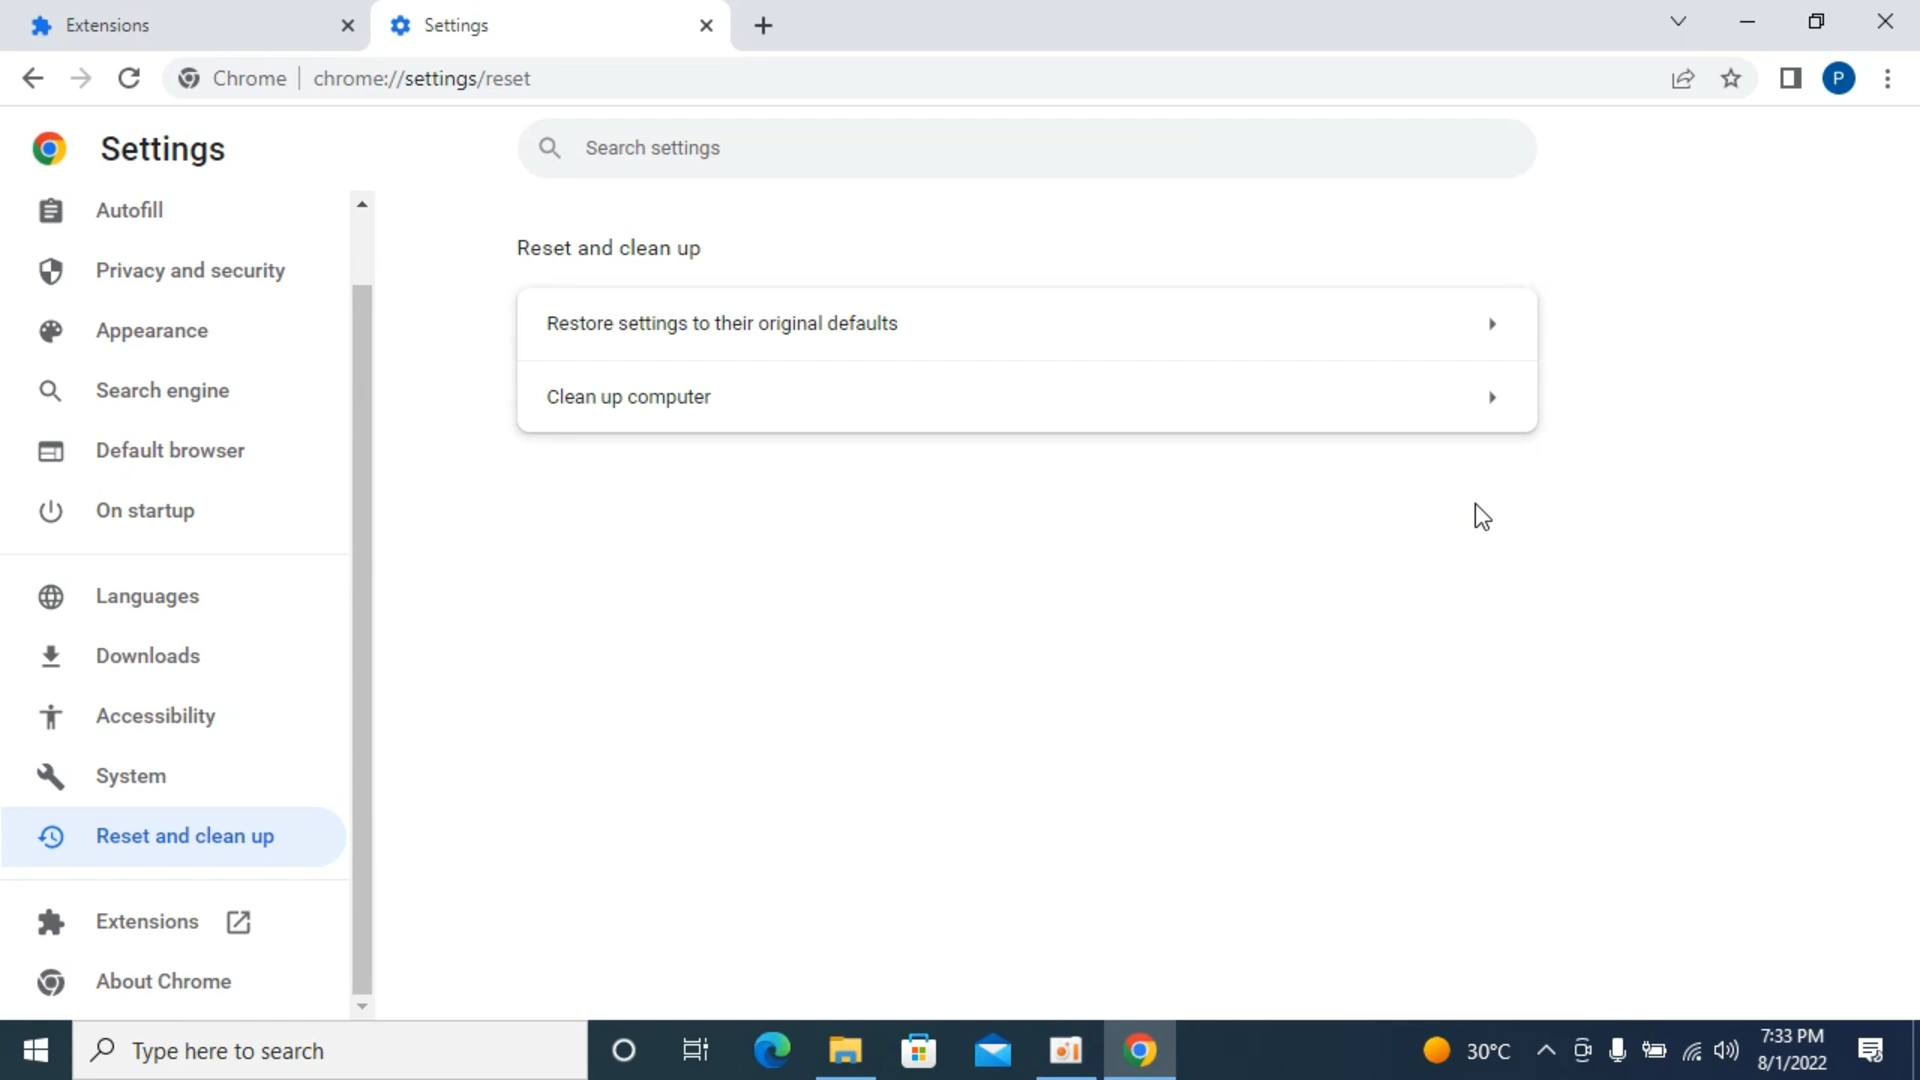 Extensions
Settings
Chrome
chrome://settings/reset
P
Settings
Search settings
Autofill
Privacy and security
Appearance
Search engine
Default browser
On startup
Languages
Downloads
Accessibility
System
Reset and clean up
Extensions
About Chrome
Reset and clean up
Restore settings to their original defaults
Clean up computer
Type here to search
30°C
7:33 PM
8/1/2022